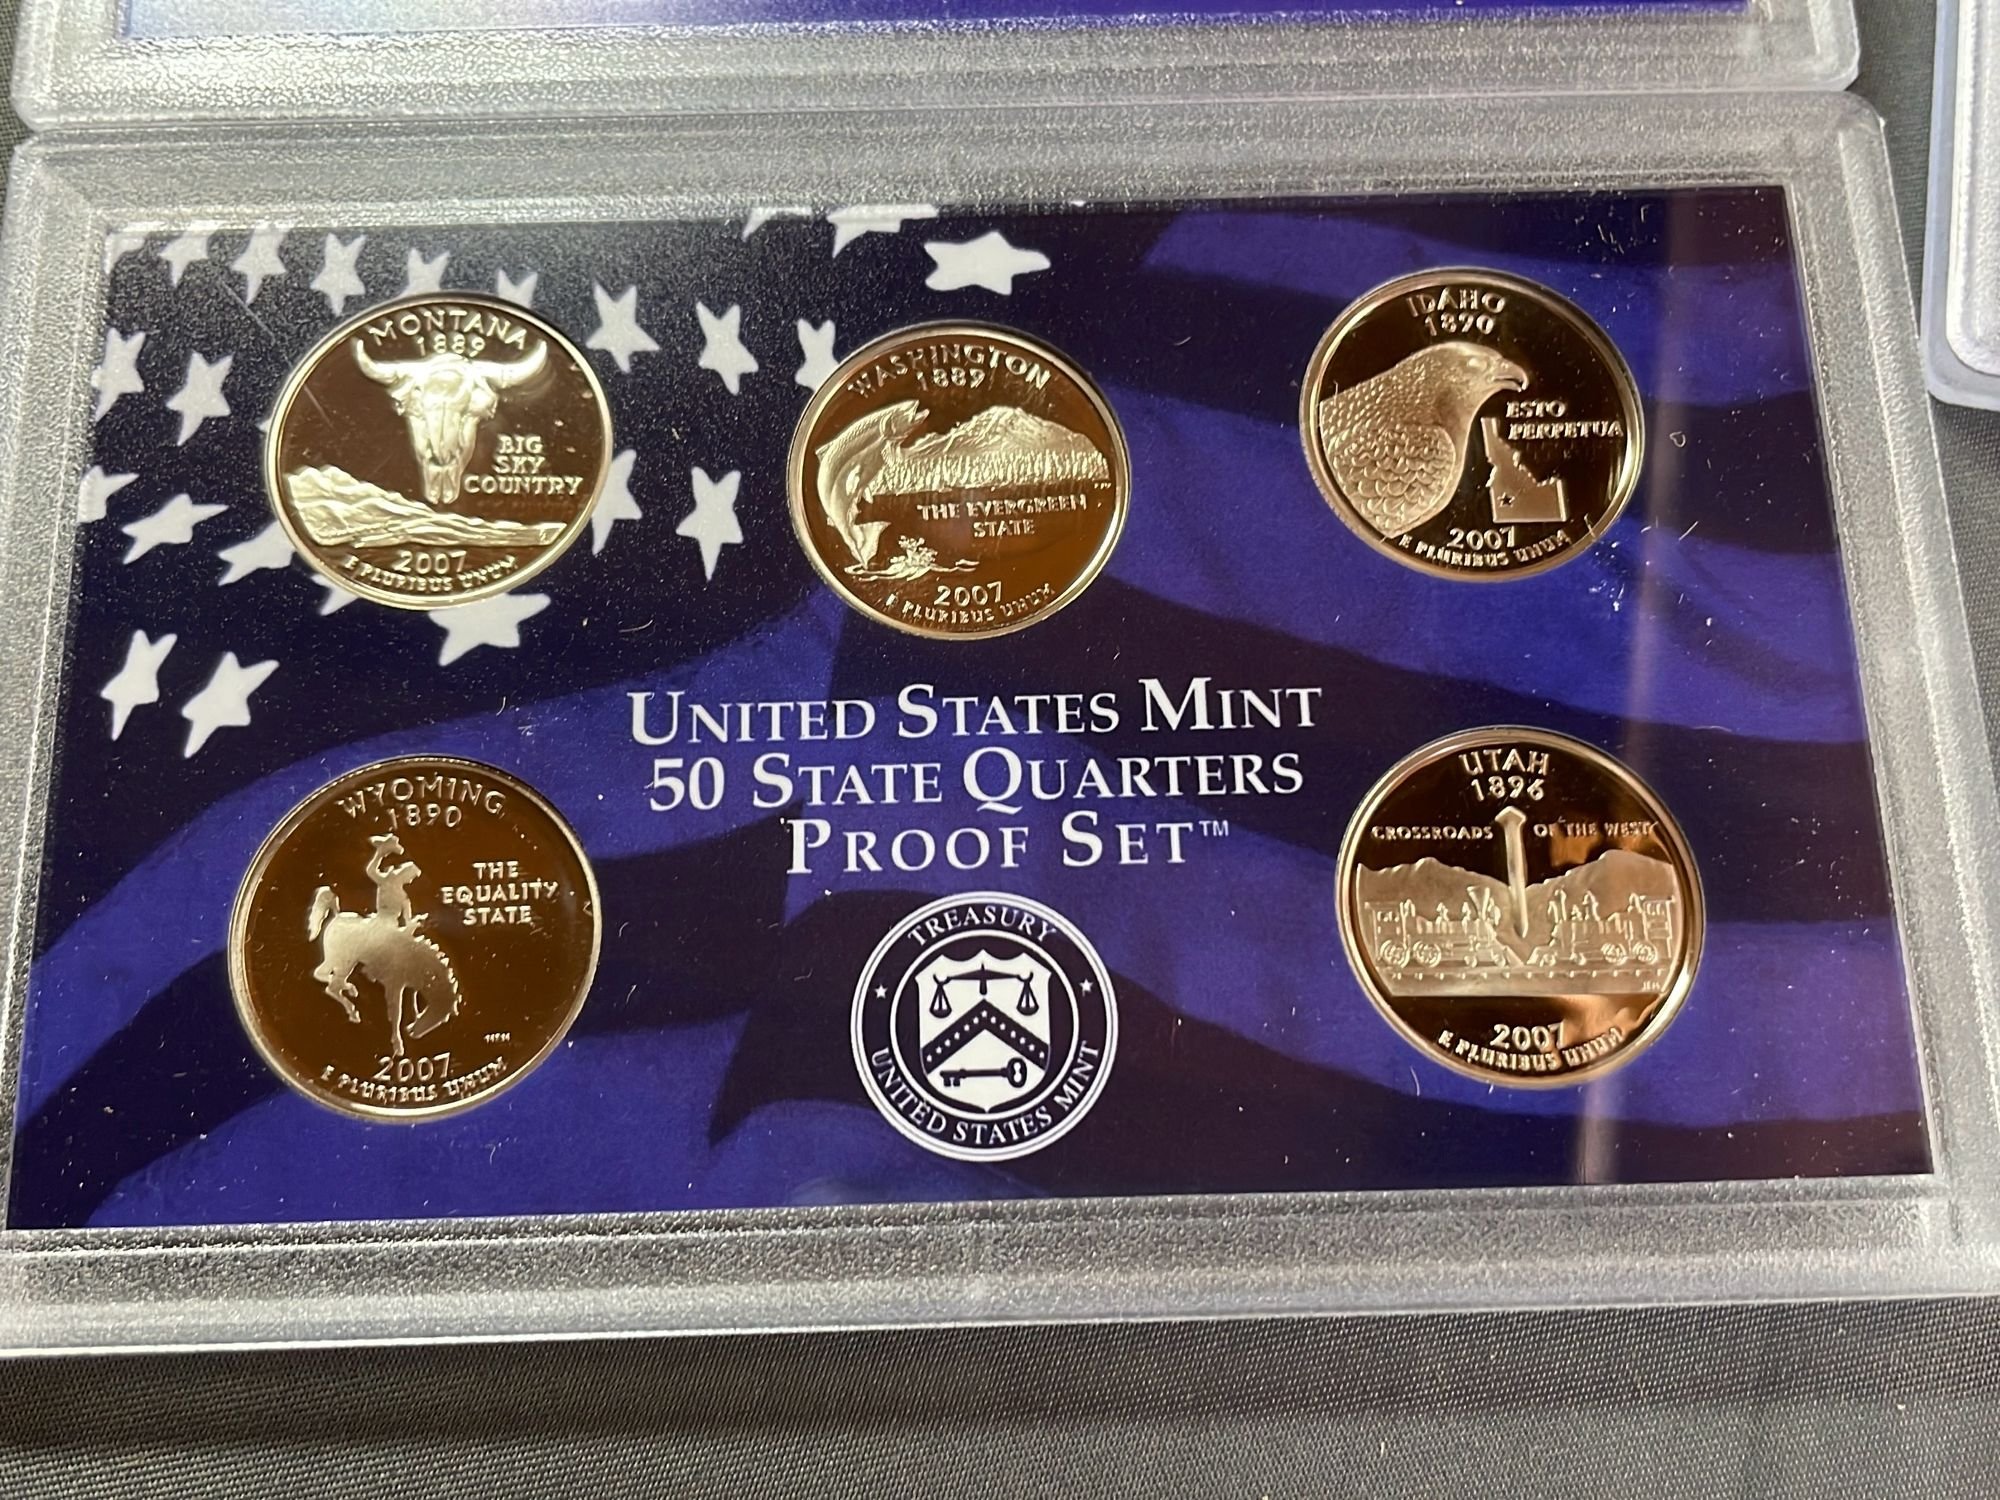 MONTANA
1889
BIG
SKY
COUNTRY
2007
E PLURIBUS UNUM
WASHINGTON
1889
THE EVERGREEN
STATE
2007
E PLURIBUS UNUM
IDAHO
1890
ESTO
PERPETUA
2007
E PLURIBUS UNUM
UNITED STATES MINT
50 STATE QUARTERS
PROOF SET™
WYOMING
1890
THE
EQUALITY
STATE
2007
E PLURIBUS UNUM
TREASURY
UNITED STATES MINT
UTAH
1896
CROSSROADS OF THE WEST
2007
E PLURIBUS UNUM